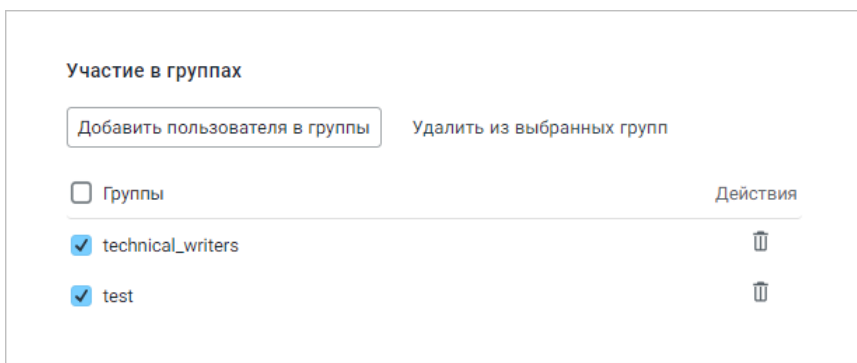 Участие в группах
Добавить пользователя в группы Удалить из выбранных групп
Группы Действия
technical_writers
test